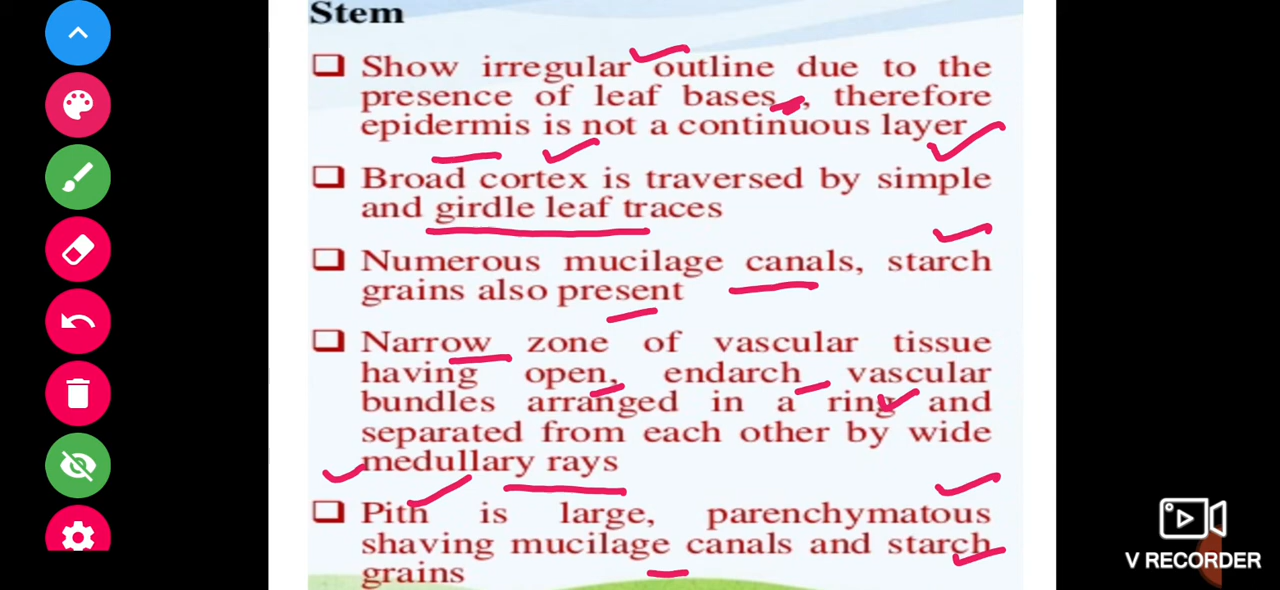 Stem
❑ Show irregular outline due to the
presence of leaf bases , therefore
epidermis is not a continuous layer
❑ Broad cortex is traversed by simple
and girdle leaf traces
❑ Numerous mucilage canals, starch
grains also present
❑ Narrow zone of vascular tissue
having open, endarch vascular
bundles arranged in a ring and
separated from each other by wide
medullary rays
❑ Pith is large, parenchymatous
shaving mucilage canals and starch
grains
V RECORDER